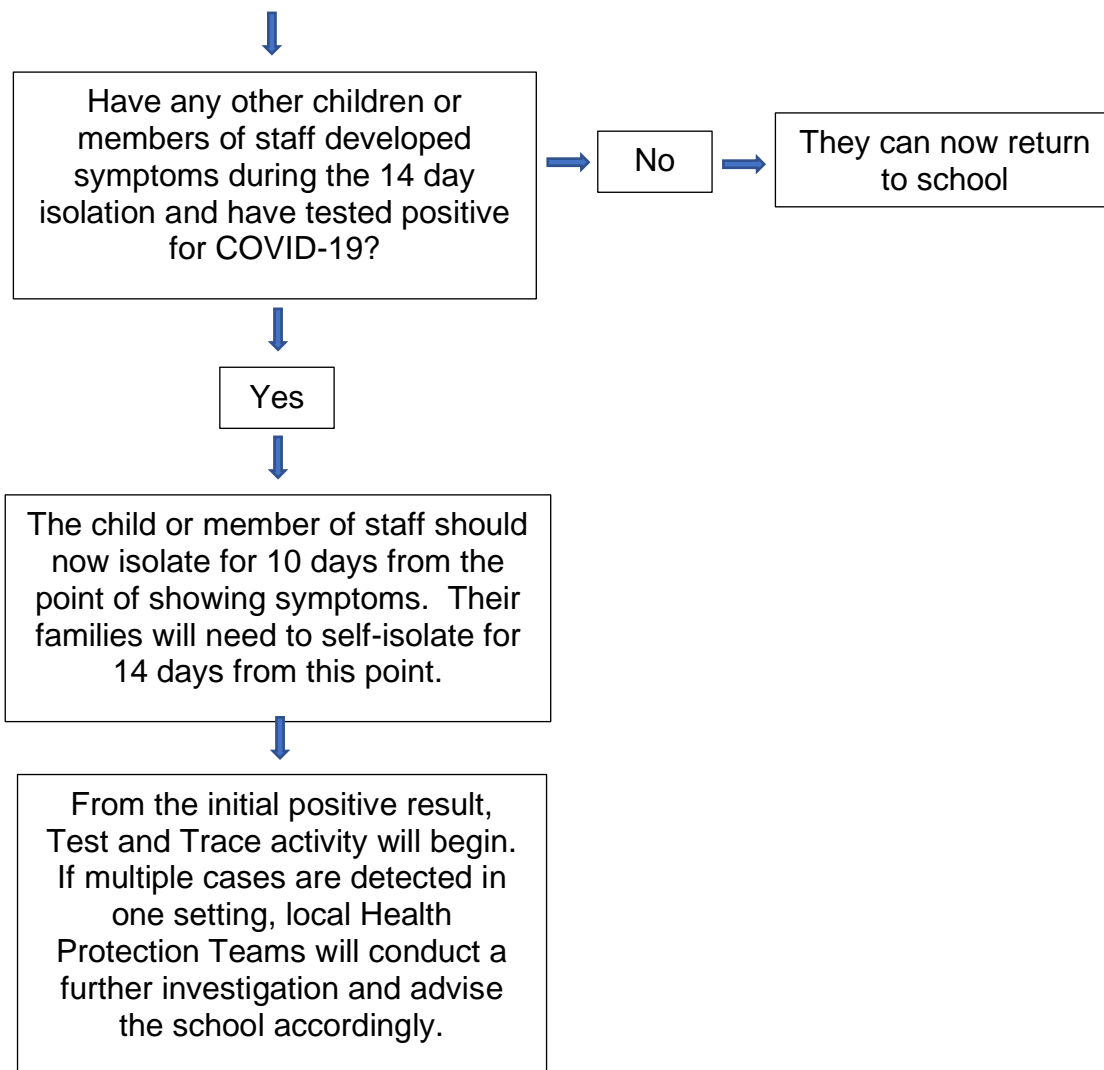 Have any other children or
members of staff developed
symptoms during the 14 day
isolation and have tested positive
for COVID-19?
No
They can now return
to school
Yes
The child or member of staff should
now isolate for 10 days from the
point of showing symptoms.  Their
families will need to self-isolate for
14 days from this point.
From the initial positive result,
Test and Trace activity will begin.
If multiple cases are detected in
one setting, local Health
Protection Teams will conduct a
further investigation and advise
the school accordingly.